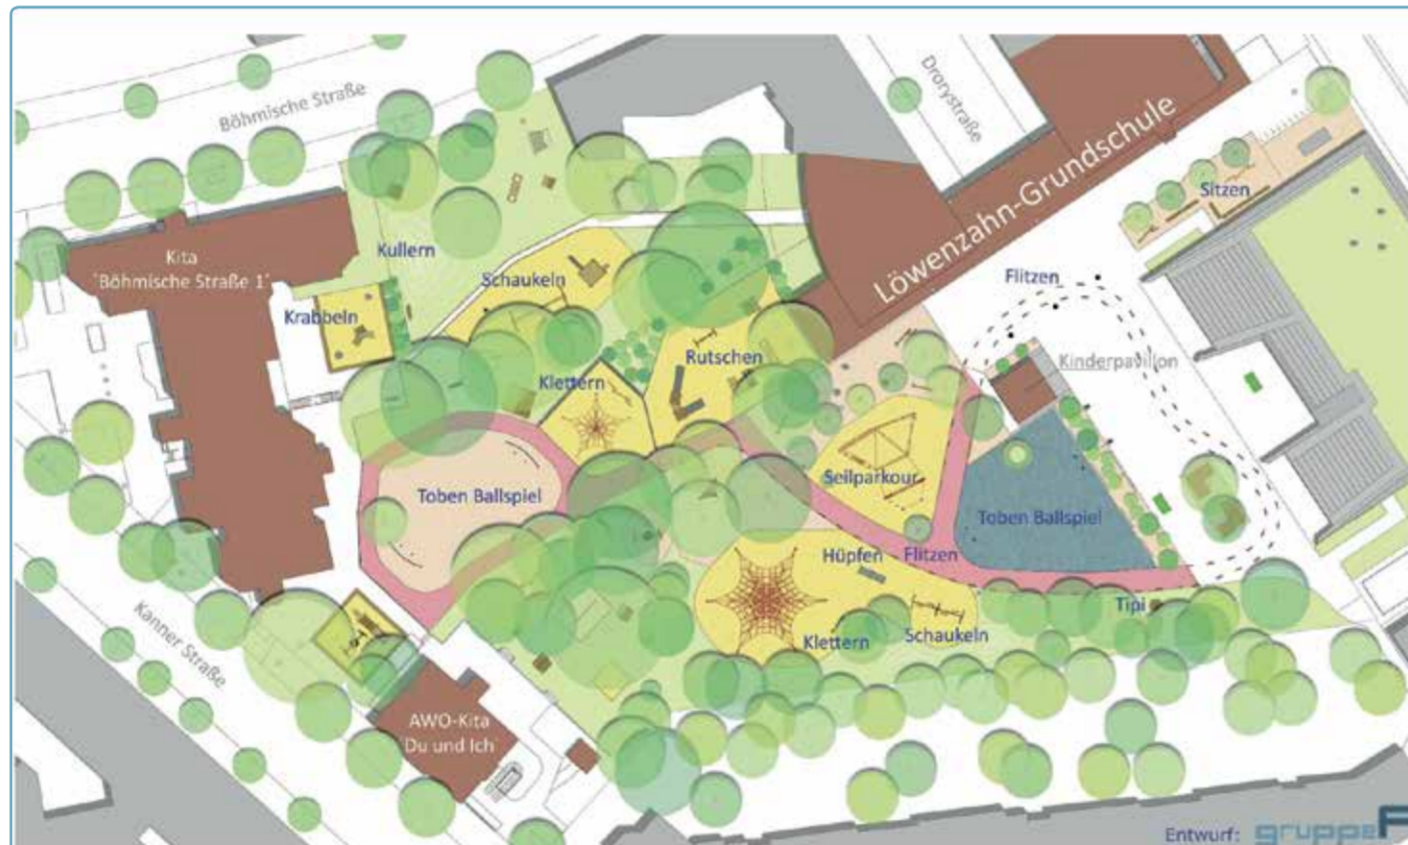 Böhmische Straße
Drorystraße
Löwenzahn-Grundschule
Sitzen
Kita
'Böhmische Straße 1'
Kullern
Schaukeln
Krabbeln
Flitzen
Kinderpavillon
Rutschen
Klettern
Toben Ballspiel
Seilparkour
Toben Ballspiel
Hüpfen
Flitzen
Tipi
Klettern
Schaukeln
Kanner Straße
AWO-Kita
'Du und Ich'
Entwurf: gruppeF